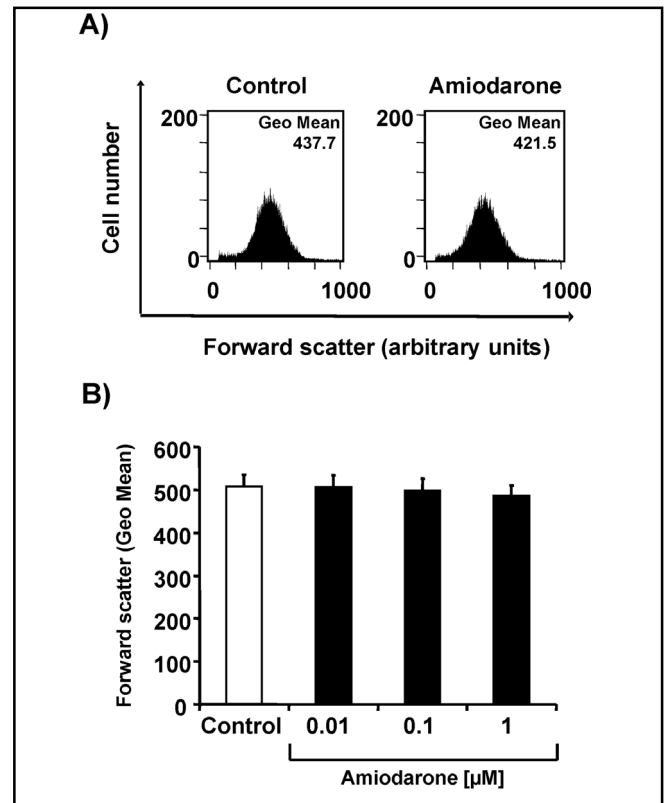 A)
Control
Amiodarone
Cell number
200
Geo Mean
437.7
0
0
1000
200
Geo Mean
421.5
0
0
1000
Forward scatter (arbitrary units)
B)
Forward scatter (Geo Mean)
600
500
400
300
200
100
0
Control
0.01
0.1
1
Amiodarone [µM]